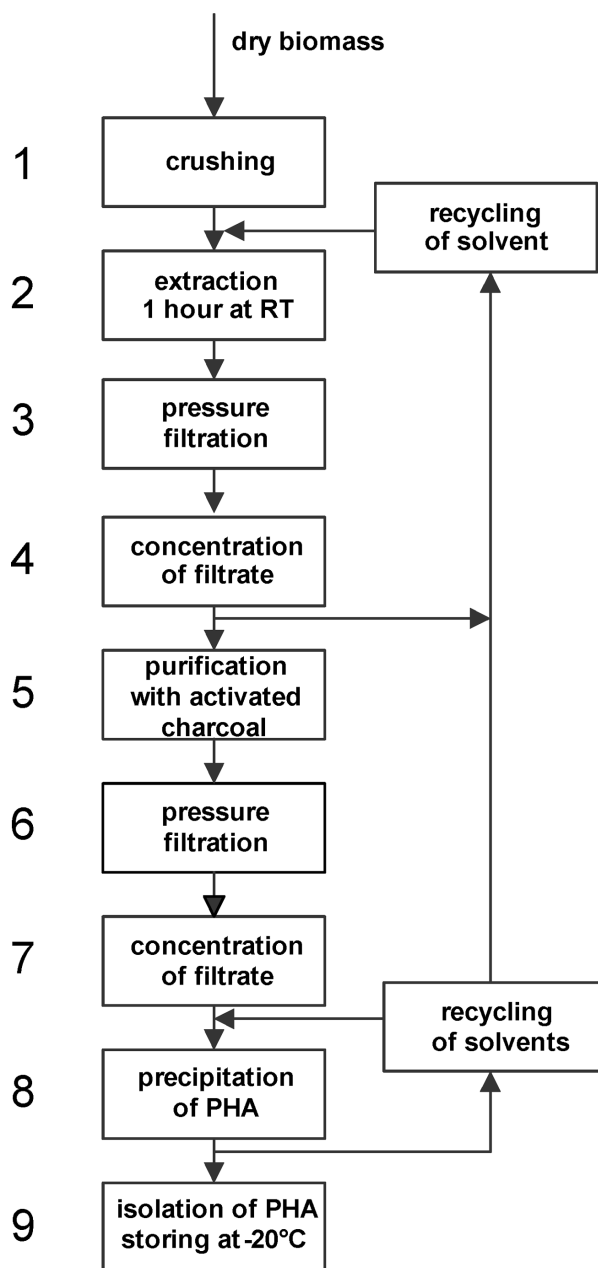 dry biomass
1
crushing
recycling
of solvent
2
extraction
1 hour at RT
3
pressure
filtration
4
concentration
of filtrate
5
purification
with activated
charcoal
6
pressure
filtration
7
concentration
of filtrate
recycling
of solvents
8
precipitation
of PHA
9
isolation of PHA
storing at -20°C